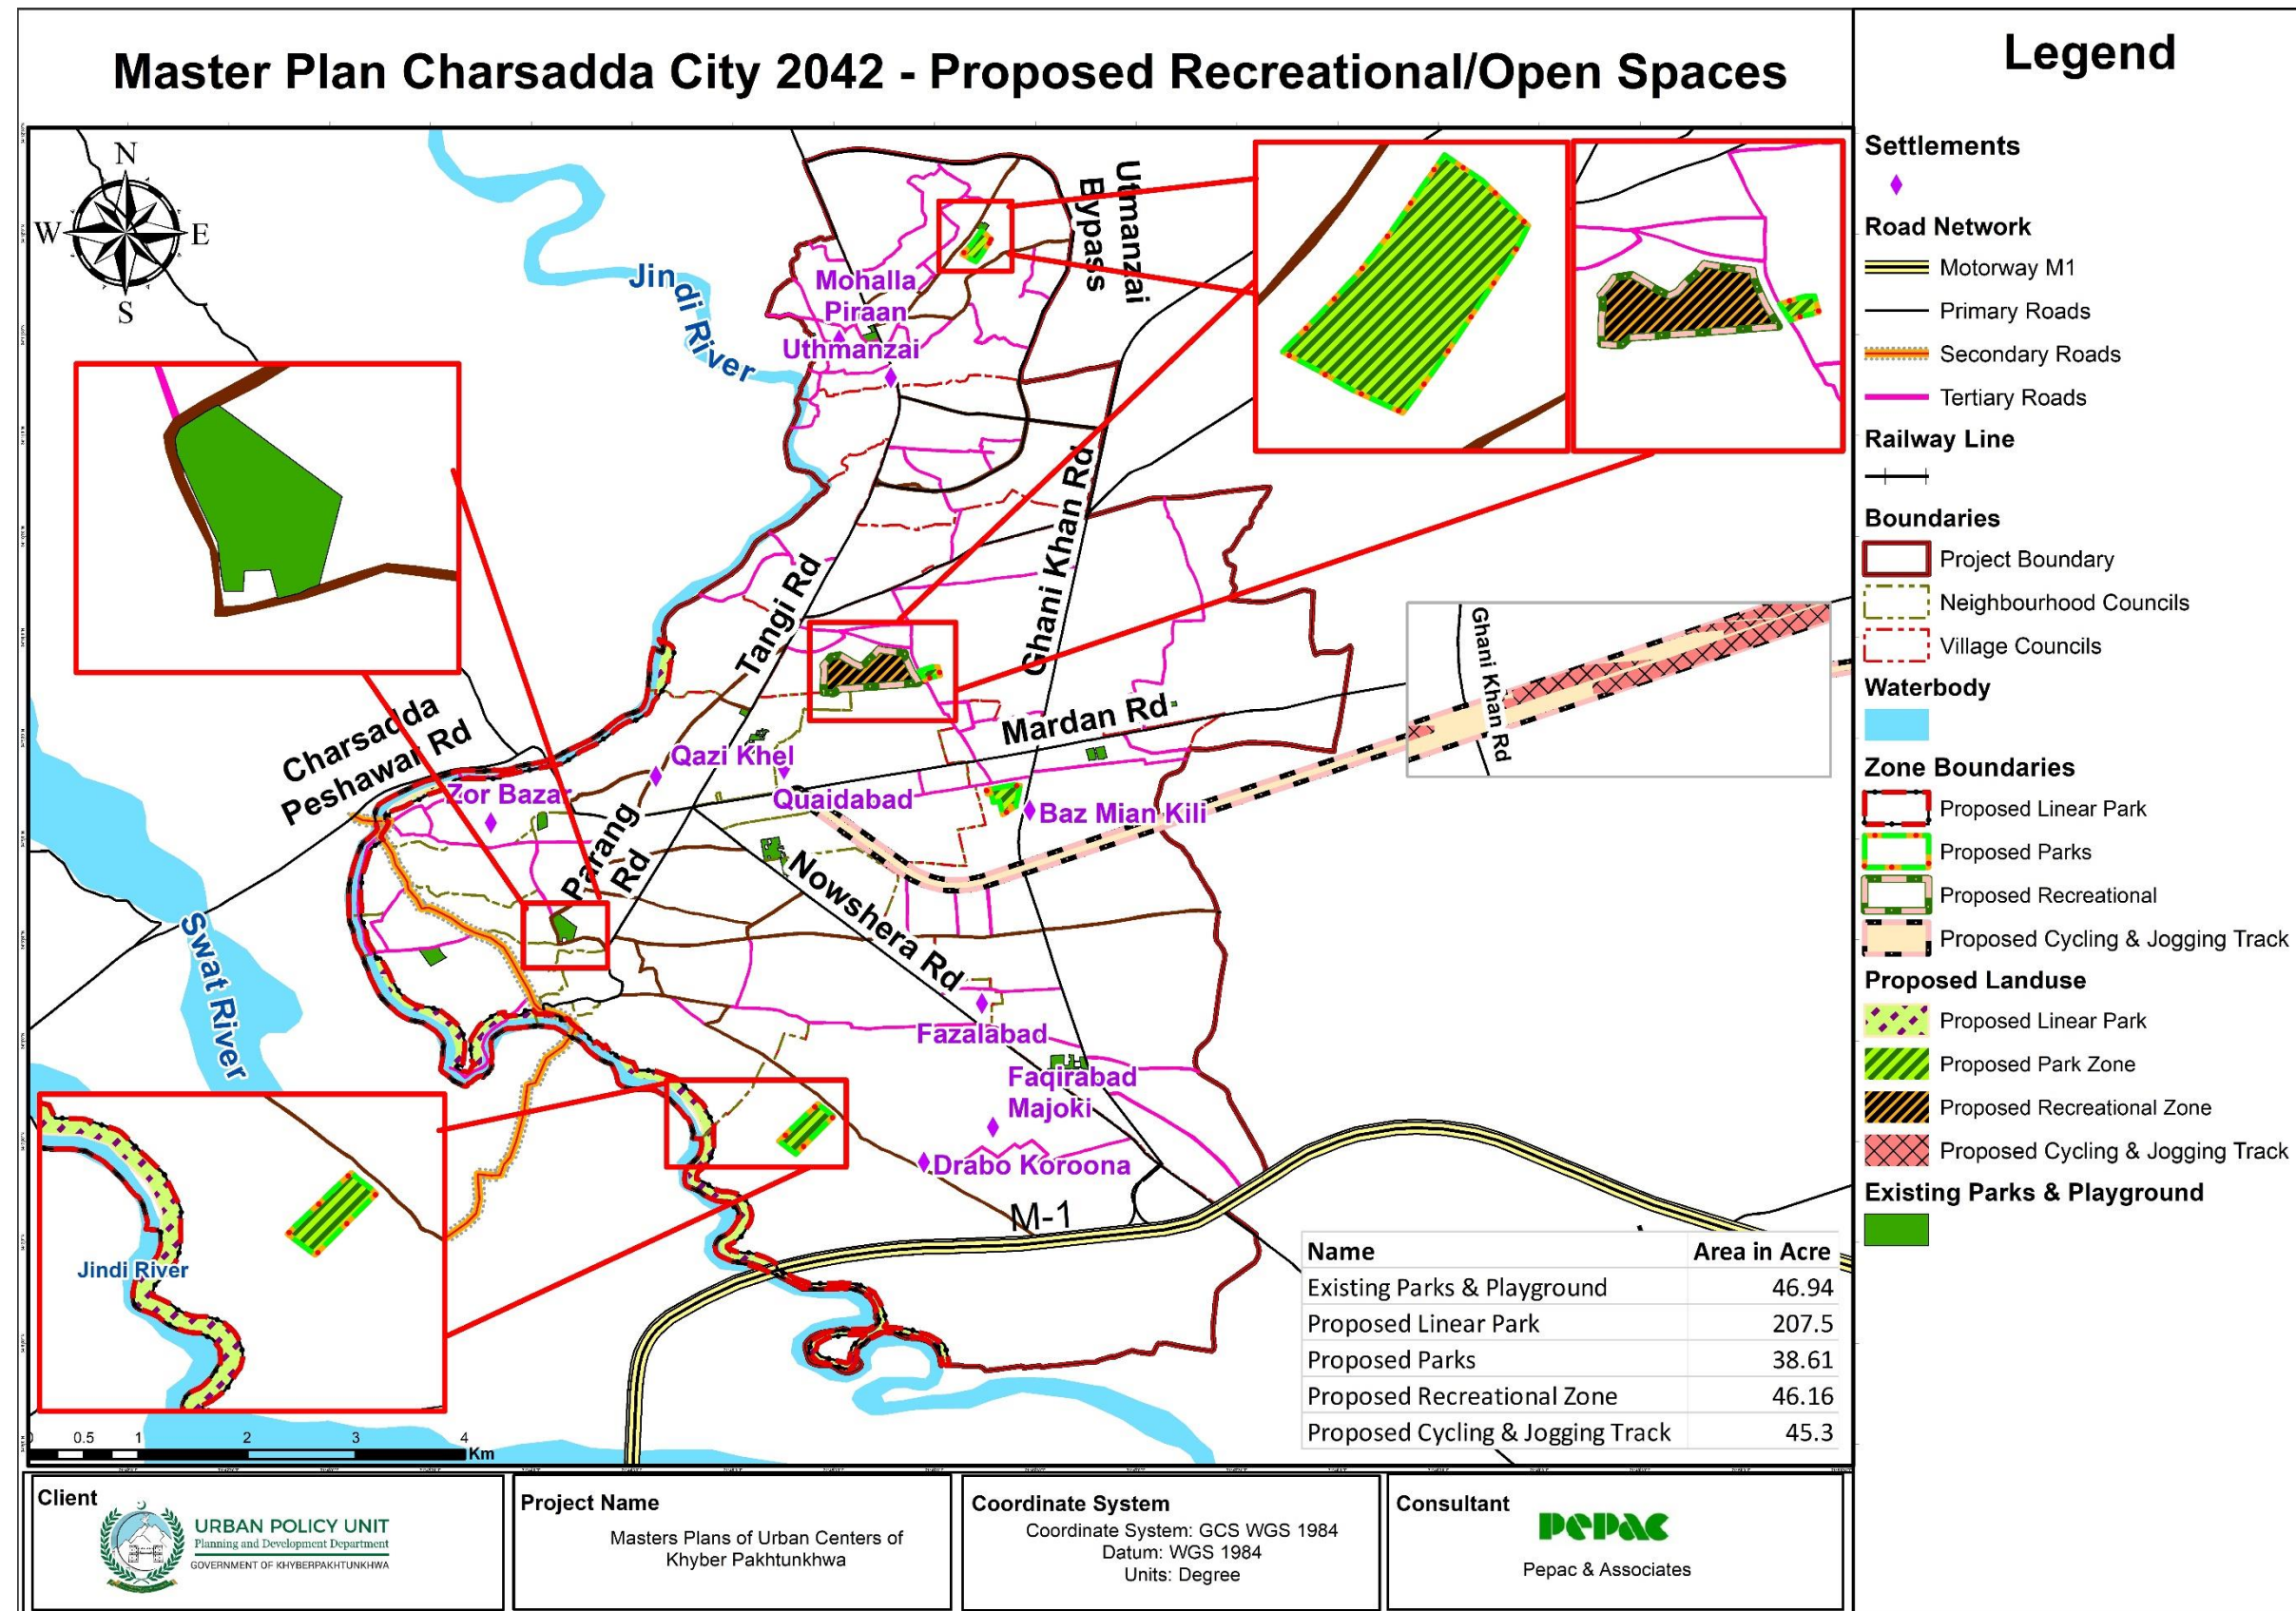 Master Plan Charsadda City 2042 - Proposed Recreational/Open Spaces
N
W
E
S
Jindi River
Utmanzai
Bypass
Mohalla
Piraan
Uthmanzai
Ghani Khan Rd
Tangi Rd
Ghani Khan Rd
Charsadda
Peshawar Rd
Mardan Rd
Qazi Khel
Zor Bazar
Quaidabad
Baz Mian Kili
Parang
Rd
Nowshera Rd
Swat River
Fazalabad
Faqirabad
Majoki
Drabo Koroona
M-1
Jindi River
Name Area in Acre
Existing Parks & Playground 46.94
Proposed Linear Park 207.5
Proposed Parks 38.61
Proposed Recreational Zone 46.16
Proposed Cycling & Jogging Track 45.3
0 0.5 1 2 3 4
Km
Legend
Settlements
Road Network
Motorway M1
Primary Roads
Secondary Roads
Tertiary Roads
Railway Line
Boundaries
Project Boundary
Neighbourhood Councils
Village Councils
Waterbody
Zone Boundaries
Proposed Linear Park
Proposed Parks
Proposed Recreational
Proposed Cycling & Jogging Track
Proposed Landuse
Proposed Linear Park
Proposed Park Zone
Proposed Recreational Zone
Proposed Cycling & Jogging Track
Existing Parks & Playground
Client
URBAN POLICY UNIT
Planning and Development Department
GOVERNMENT OF KHYBERPAKHTUNKHWA
Project Name
Masters Plans of Urban Centers of
Khyber Pakhtunkhwa
Coordinate System
Coordinate System: GCS WGS 1984
Datum: WGS 1984
Units: Degree
Consultant
PEPAC
Pepac & Associates